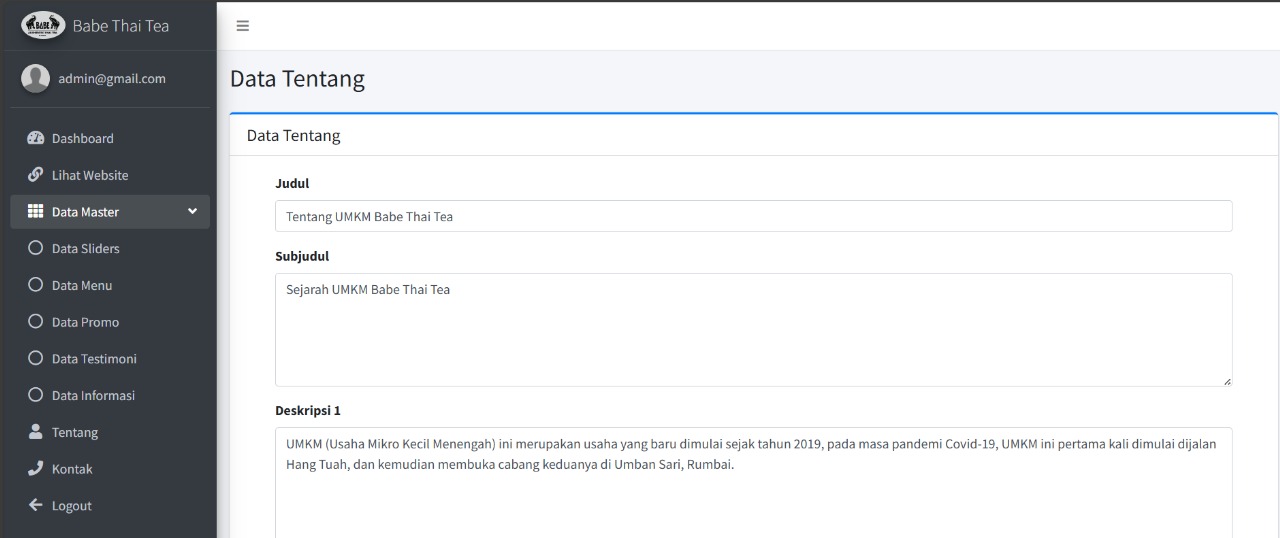 BABE
Babe Thai Tea
admin@gmail.com
Dashboard
Lihat Website
Data Master
Data Sliders
Data Menu
Data Promo
Data Testimoni
Data Informasi
Tentang
Kontak
Logout
Data Tentang
Data Tentang
Judul
Tentang UMKM Babe Thai Tea
Subjudul
Sejarah UMKM Babe Thai Tea
Deskripsi 1
UMKM (Usaha Mikro Kecil Menengah) ini merupakan usaha yang baru dimulai sejak tahun 2019, pada masa pandemi Covid-19, UMKM ini pertama kali dimulai dijalan
Hang Tuah, dan kemudian membuka cabang keduanya di Umban Sari, Rumbai.